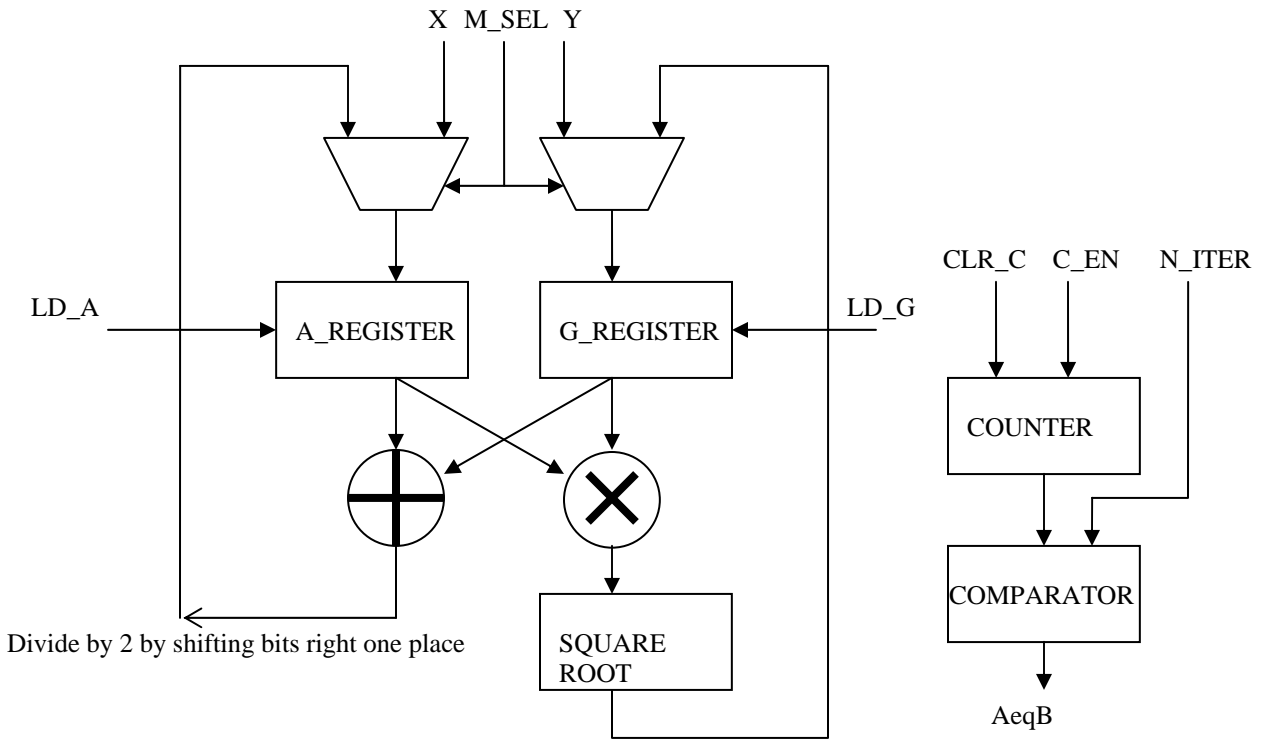 X M_SEL Y
CLR_C C_EN N_ITER
LD_A
A_REGISTER
G_REGISTER
LD_G
COUNTER
COMPARATOR
Divide by 2 by shifting bits right one place
SQUARE
ROOT
AeqB